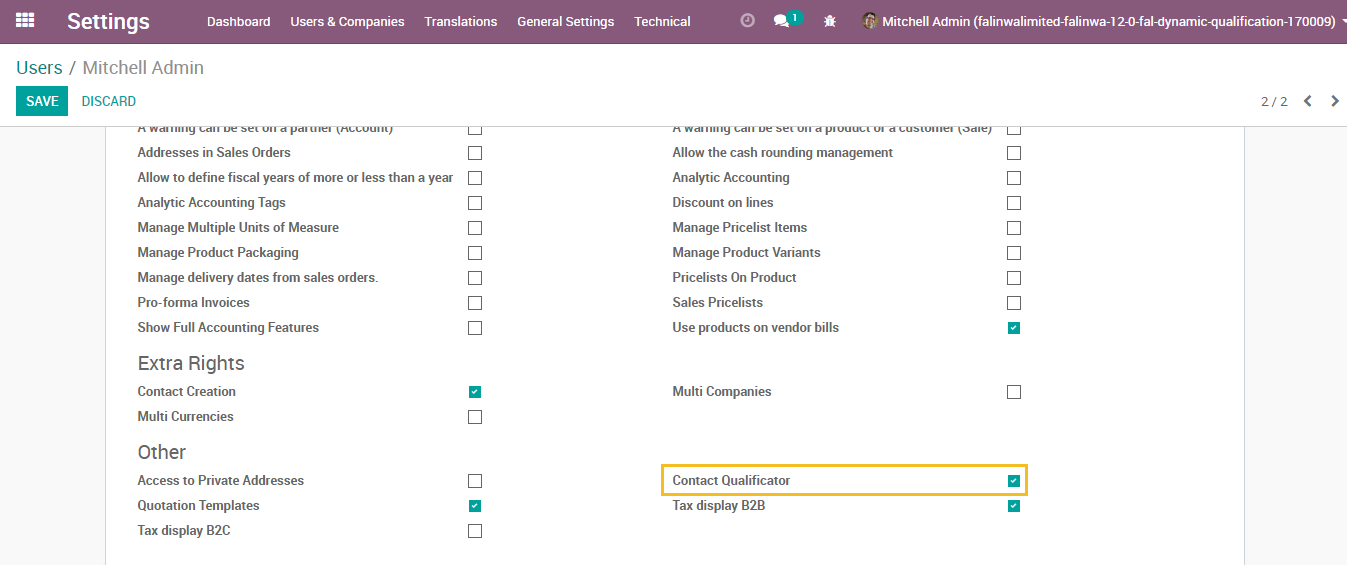 Settings Dashboard Users & Companies Translations General Settings Technical 1 Mitchell Admin (falinwalimited-falinwa-12-0-fal-dynamic-qualification-170009)
Users / Mitchell Admin
SAVE DISCARD 2 / 2
A warning can be set on a partner (Account) A warning can be set on a product or a customer (Sale)
Addresses in Sales Orders Allow the cash rounding management
Allow to define fiscal years of more or less than a year Analytic Accounting
Analytic Accounting Tags Discount on lines
Manage Multiple Units of Measure Manage Pricelist Items
Manage Product Packaging Manage Product Variants
Manage delivery dates from sales orders. Pricelists On Product
Pro-forma Invoices Sales Pricelists
Show Full Accounting Features Use products on vendor bills
Extra Rights
Contact Creation Multi Companies
Multi Currencies
Other
Access to Private Addresses Contact Qualificator
Quotation Templates Tax display B2B
Tax display B2C